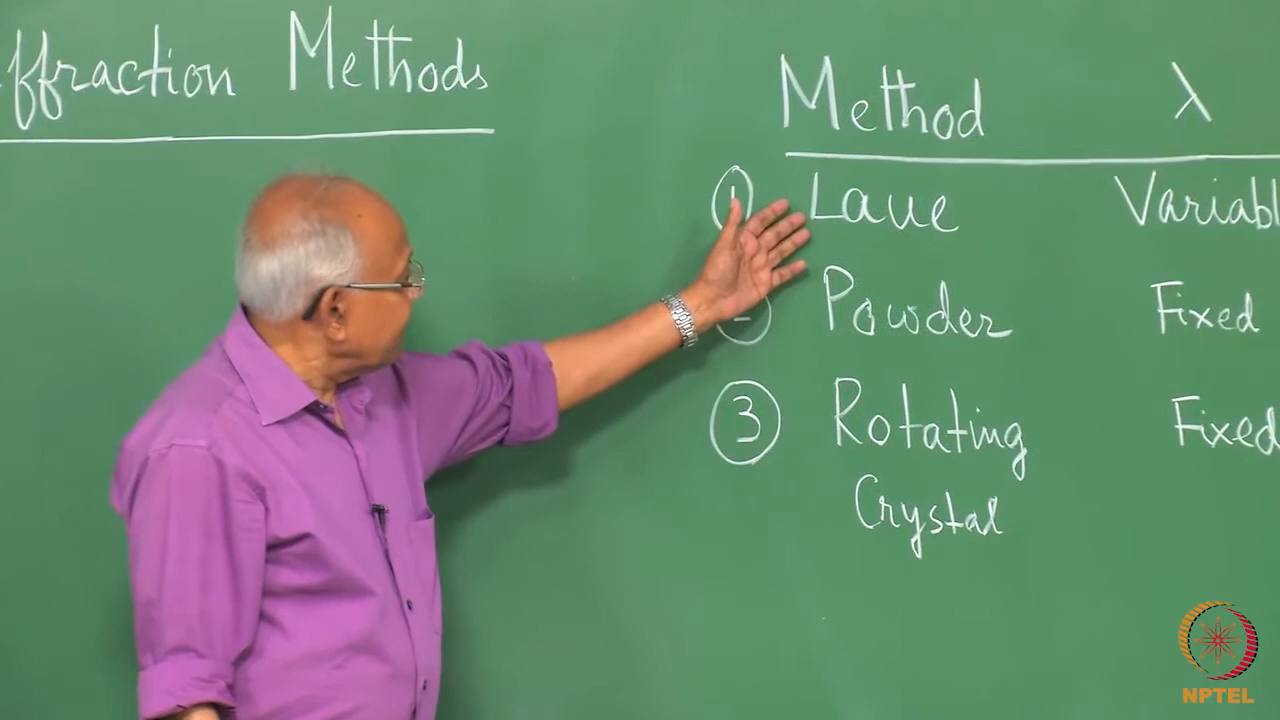 ffraction Methods
Method λ
① Laue Variabl
Powder Fixed
③ Rotating Fixed
Crystal
NPTEL